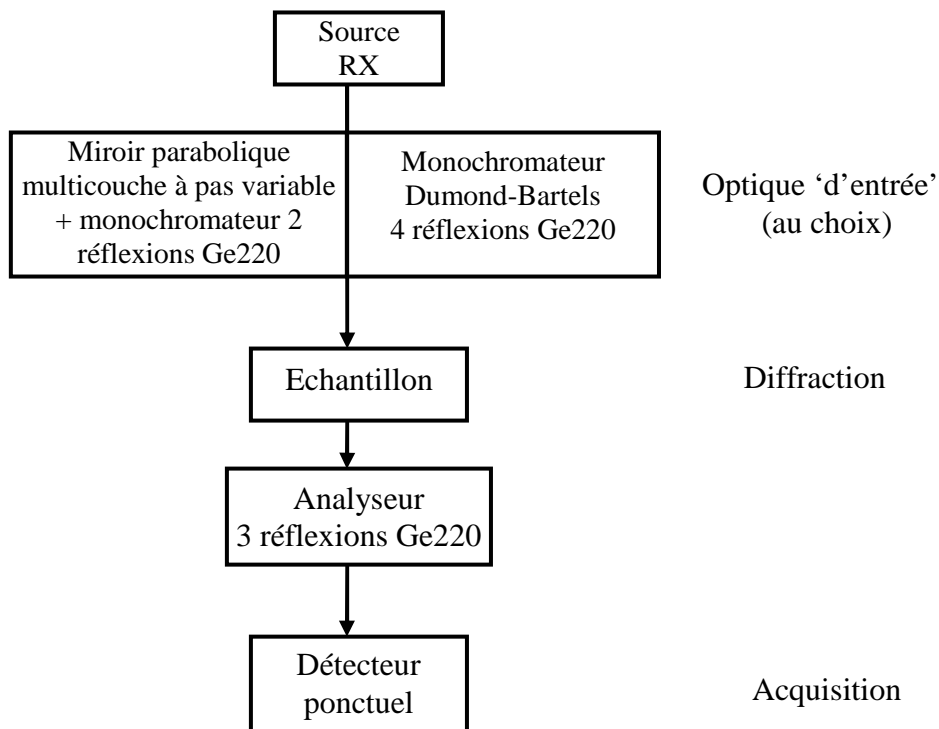 Source
RX
Miroir parabolique
multicouche à pas variable
+ monochromateur 2
réflexions Ge220
Monochromateur
Dumond-Bartels
4 réflexions Ge220
Optique ‘d’entrée’
(au choix)
Echantillon
Diffraction
Analyseur
3 réflexions Ge220
Détecteur
ponctuel
Acquisition